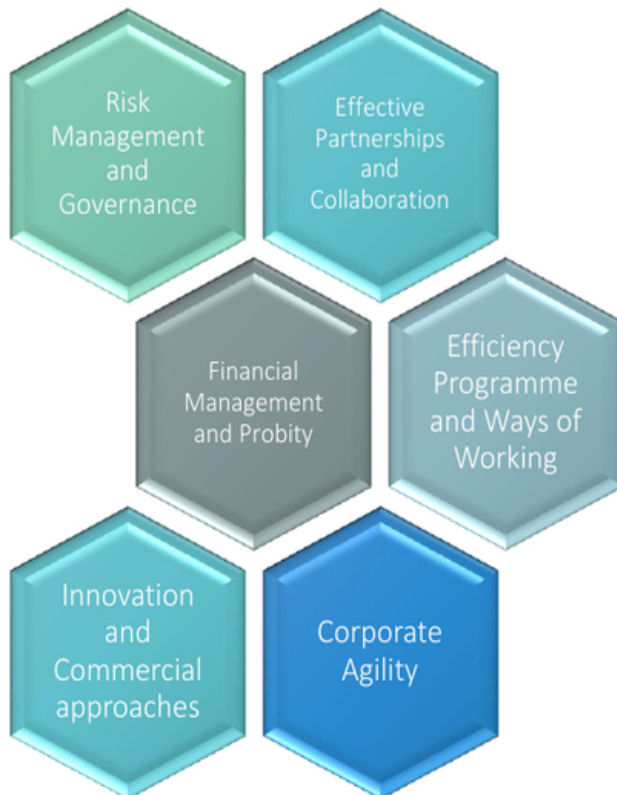 Risk
Management
and
Governance
Effective
Partnerships
and
Collaboration
Financial
Management
and Probity
Efficiency
Programme
and Ways of
Working
Innovation
and
Commercial
approaches
Corporate
Agility